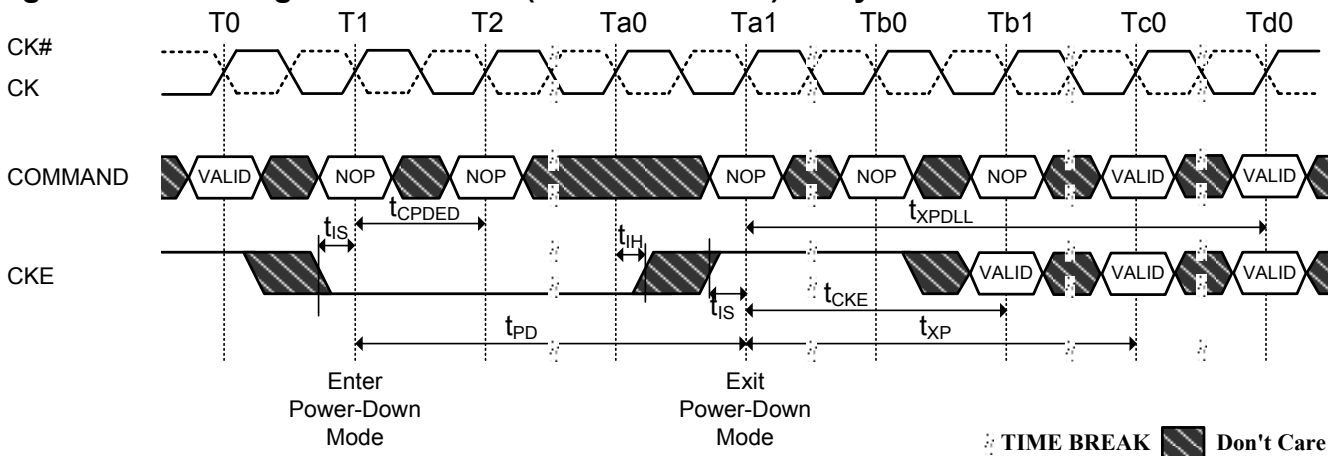 T0 T1 T2 Ta0 Ta1 Tb0 Tb1 Tc0 Td0
CK#
CK
COMMAND VALID NOP NOP NOP NOP NOP VALID VALID
tCPDED tXPDLL
tIS tIH
CKE VALID VALID VALID
tIS tCKE
tPD tXP
Enter
Power-Down
Mode
Exit
Power-Down
Mode
TIME BREAK Don't Care